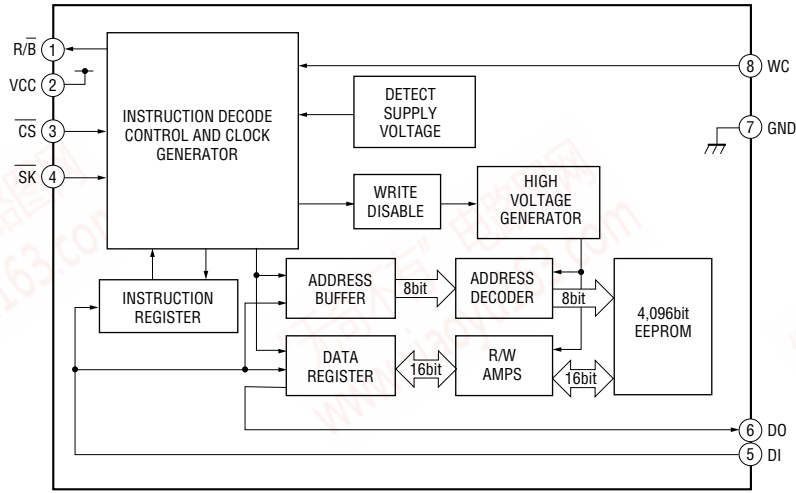 R/B
1
VCC
2
CS
3
SK
4
INSTRUCTION DECODE
CONTROL AND CLOCK
GENERATOR
DETECT
SUPPLY
VOLTAGE
8
WC
7
GND
WRITE
DISABLE
HIGH
VOLTAGE
GENERATOR
INSTRUCTION
REGISTER
ADDRESS
BUFFER
8bit
ADDRESS
DECODER
8bit
4,096bit
EEPROM
DATA
REGISTER
16bit
R/W
AMPS
16bit
6
DO
5
DI